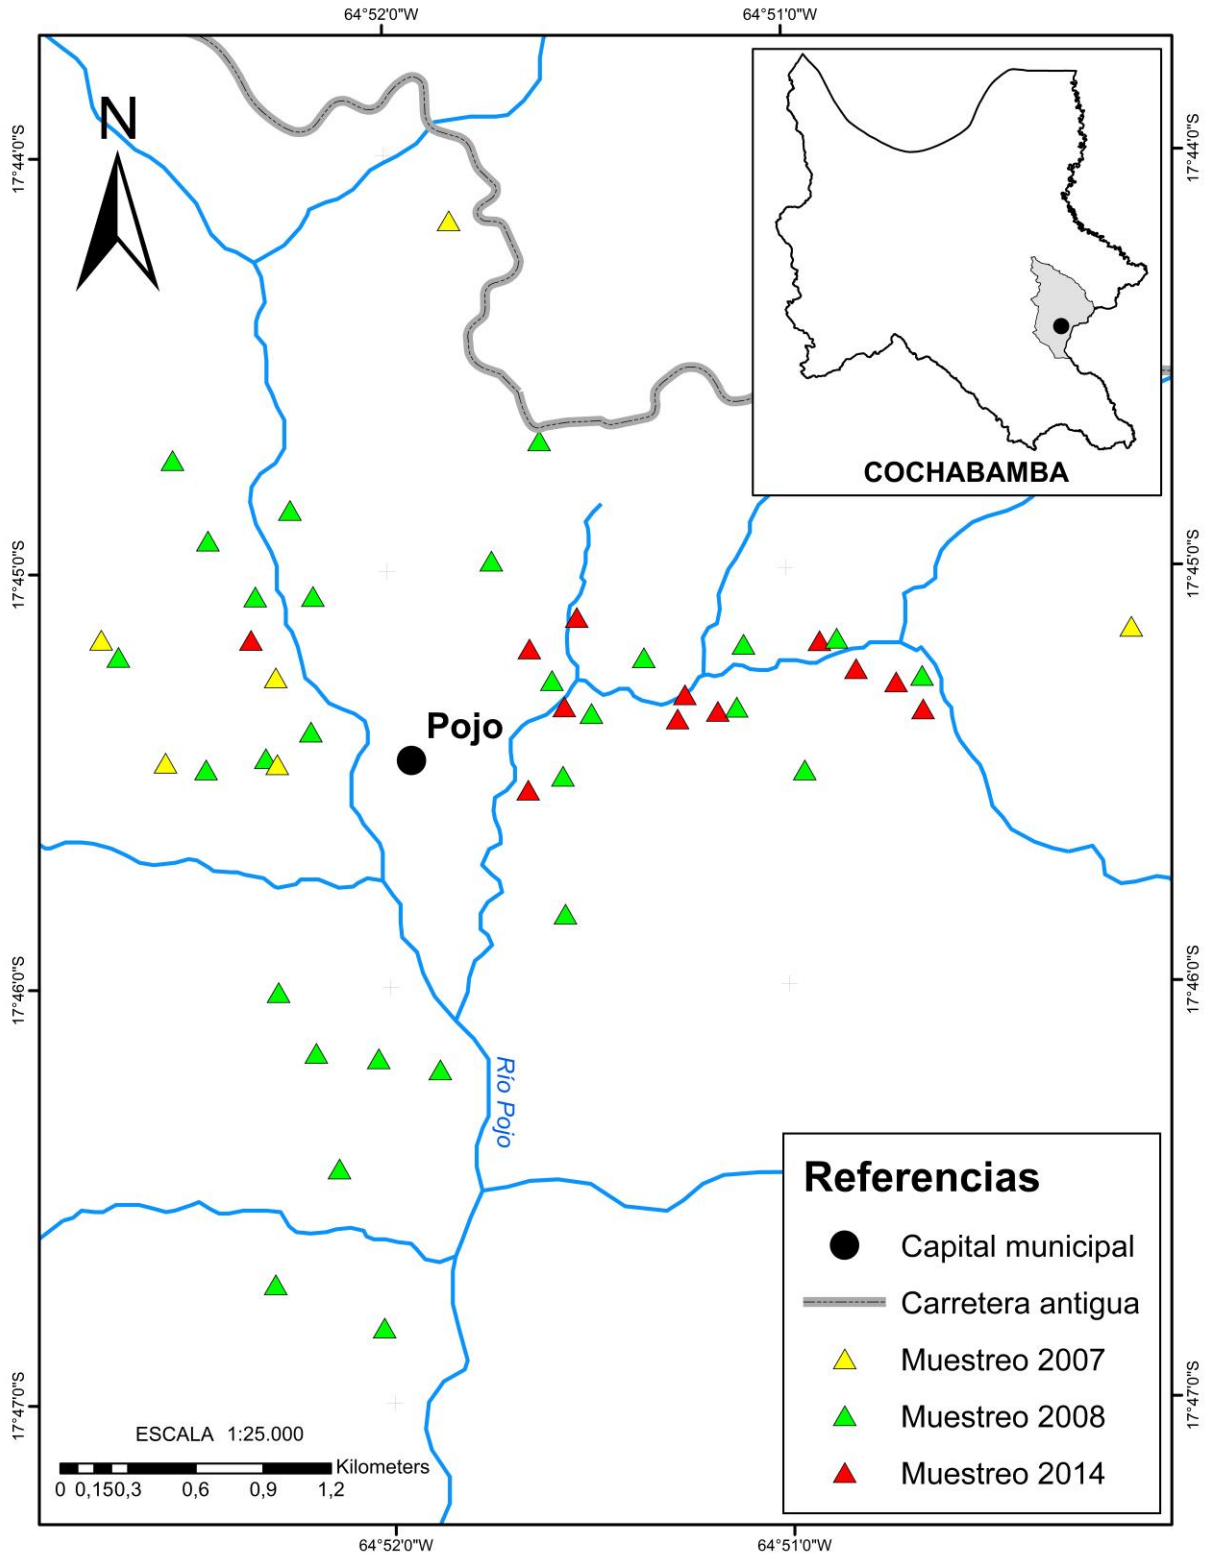 64°52'0"W
64°51'0"W
N
17°44'0"S
17°44'0"S
COCHABAMBA
17°45'0"S
17°45'0"S
Pojo
17°46'0"S
17°46'0"S
Río Pojo
Referencias
Capital municipal
Carretera antigua
Muestreo 2007
Muestreo 2008
Muestreo 2014
17°47'0"S
17°47'0"S
ESCALA 1:25.000
Kilometers
0 0,150,3 0,6 0,9 1,2
64°52'0"W
64°51'0"W